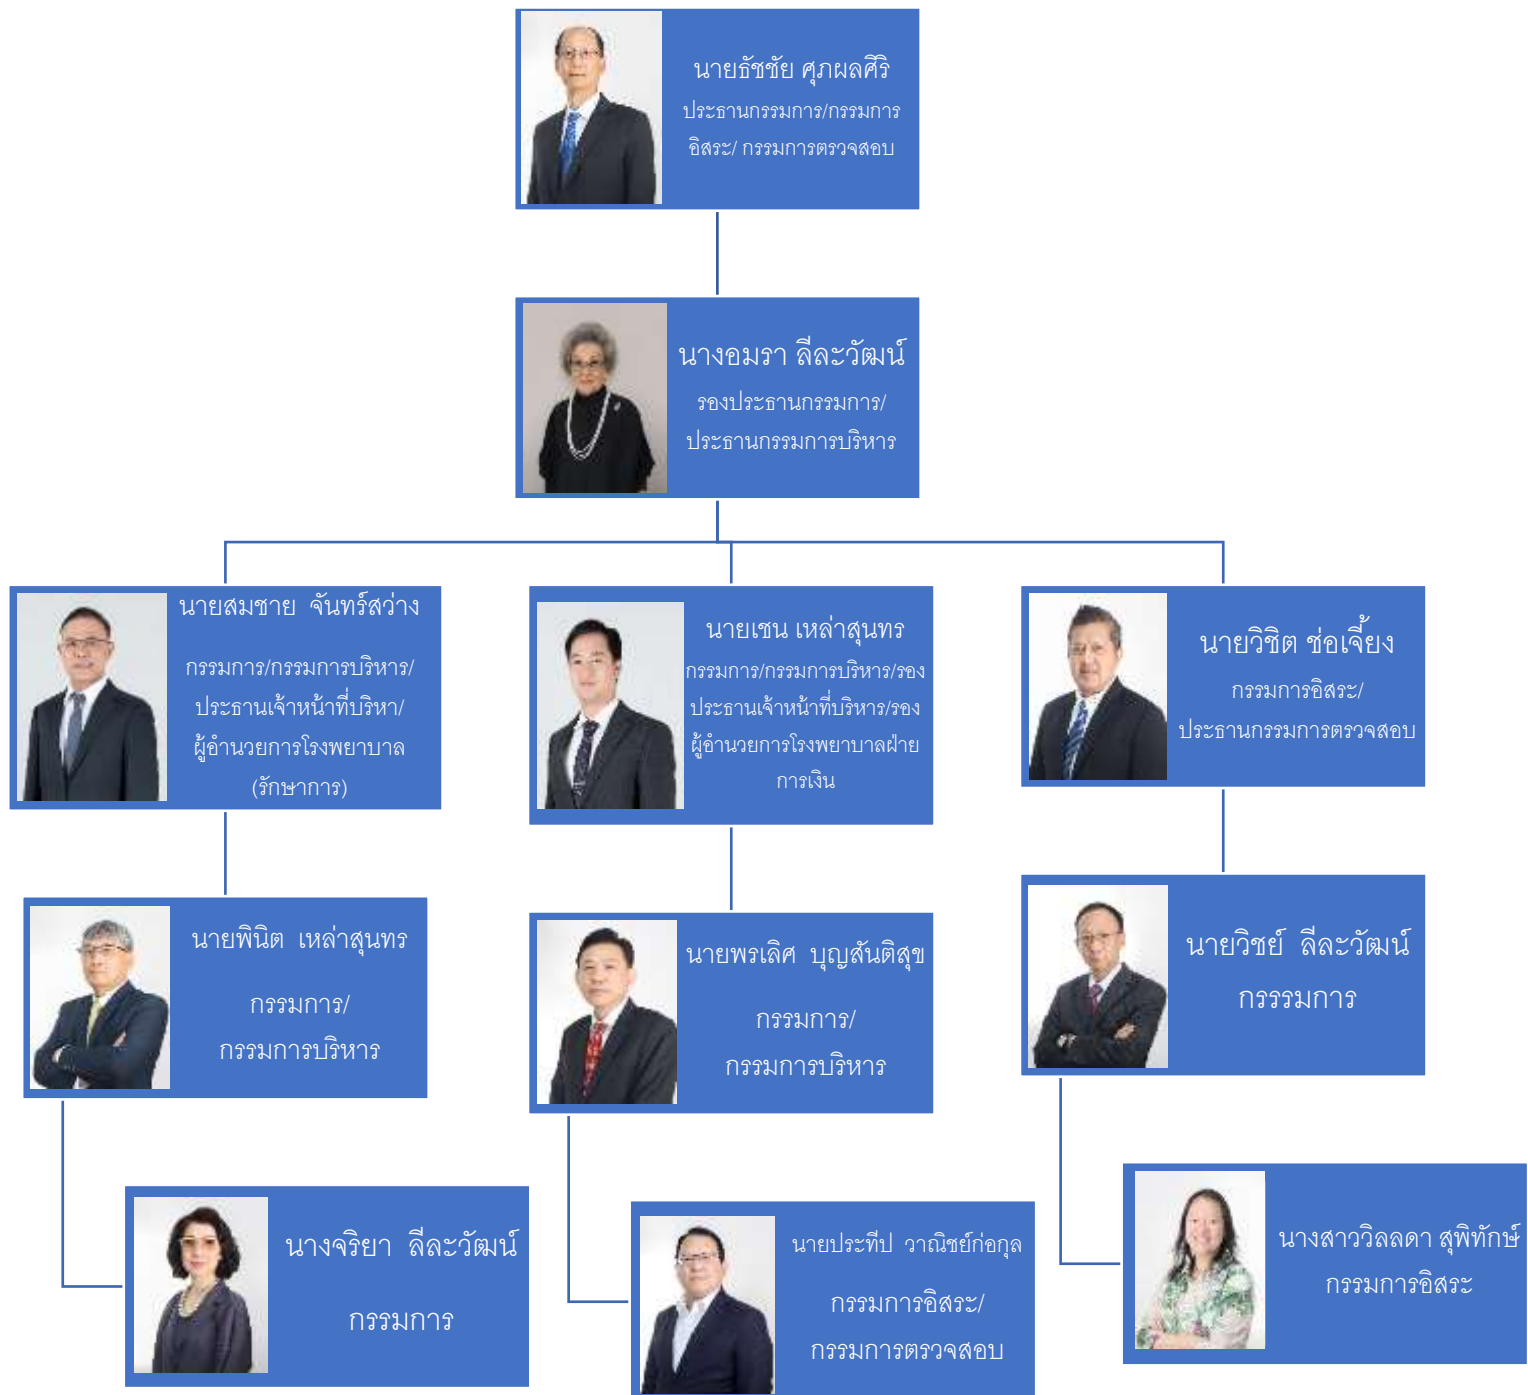 นายธัชชัย ศุภผลศิริ
ประธานกรรมการ/กรรมการ
อิสระ/ กรรมการตรวจสอบ
นางอมรา ลีละวัฒน์
รองประธานกรรมการ/
ประธานกรรมการบริหาร
นายสมชาย จันทร์สว่าง
กรรมการ/กรรมการบริหาร/
ประธานเจ้าหน้าที่บริหา/
ผู้อำนวยการโรงพยาบาล
(รักษาการ)
นายเชน เหล่าสุนทร
กรรมการ/กรรมการบริหาร/รอง
ประธานเจ้าหน้าที่บริหาร/รอง
ผู้อำนวยการโรงพยาบาลฝ่าย
การเงิน
นายวิชิต ช่อเจี้ยง
กรรมการอิสระ/
ประธานกรรมการตรวจสอบ
นายพินิต เหล่าสุนทร
กรรมการ/
กรรมการบริหาร
นายพรเลิศ บุญสันติสุข
กรรมการ/
กรรมการบริหาร
นายวิชย์ ลีละวัฒน์
กรรรมการ
นางจริยา ลีละวัฒน์
กรรมการ
นายประทีป วาณิชย์ก่อกุล
กรรมการอิสระ/
กรรมการตรวจสอบ
นางสาววิลลดา สุพิทักษ์
กรรมการอิสระ